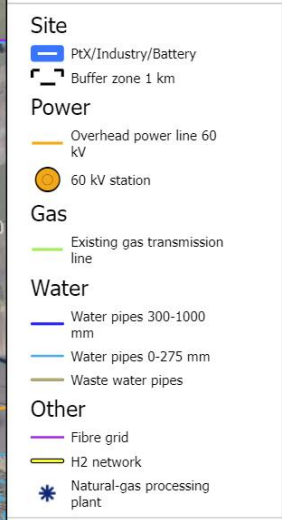 Site
PtX/Industry/Battery
Buffer zone 1 km
Power
Overhead power line 60
kV
60 kV station
Gas
Existing gas transmission
line
Water
Water pipes 300-1000
mm
Water pipes 0-275 mm
Waste water pipes
Other
Fibre grid
H2 network
Natural-gas processing
plant